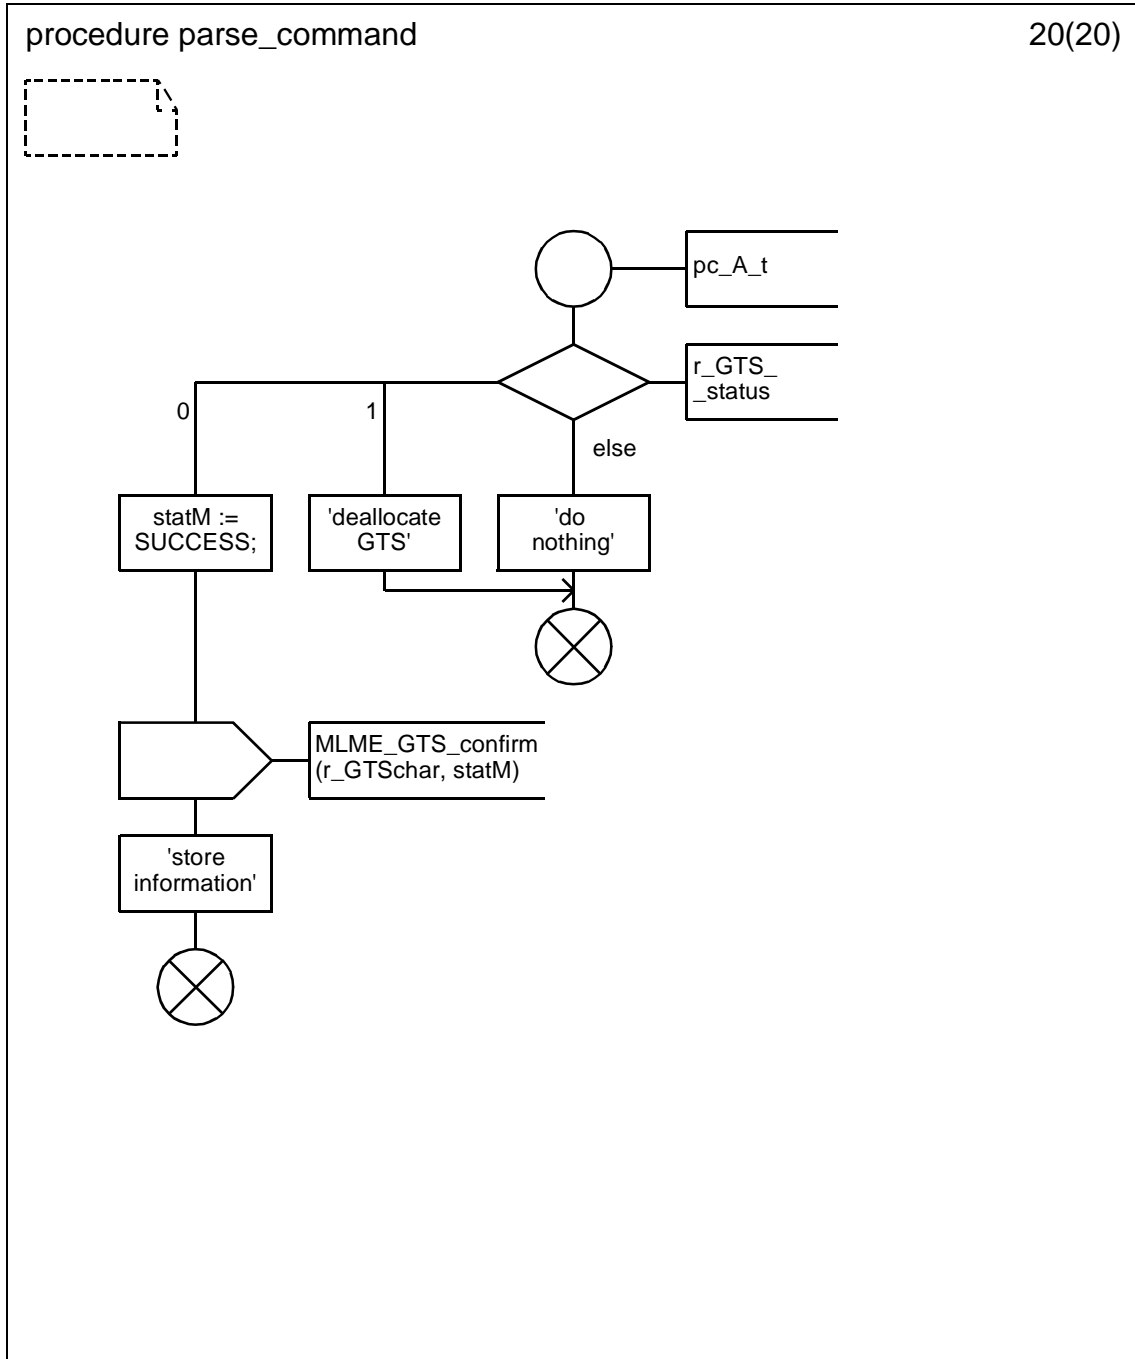 procedure parse_command
20(20)
pc_A_t
r_GTS_
_status
0
1
else
statM :=
SUCCESS;
'deallocate
GTS'
'do
nothing'
MLME_GTS_confirm
(r_GTSchar, statM)
'store
information'